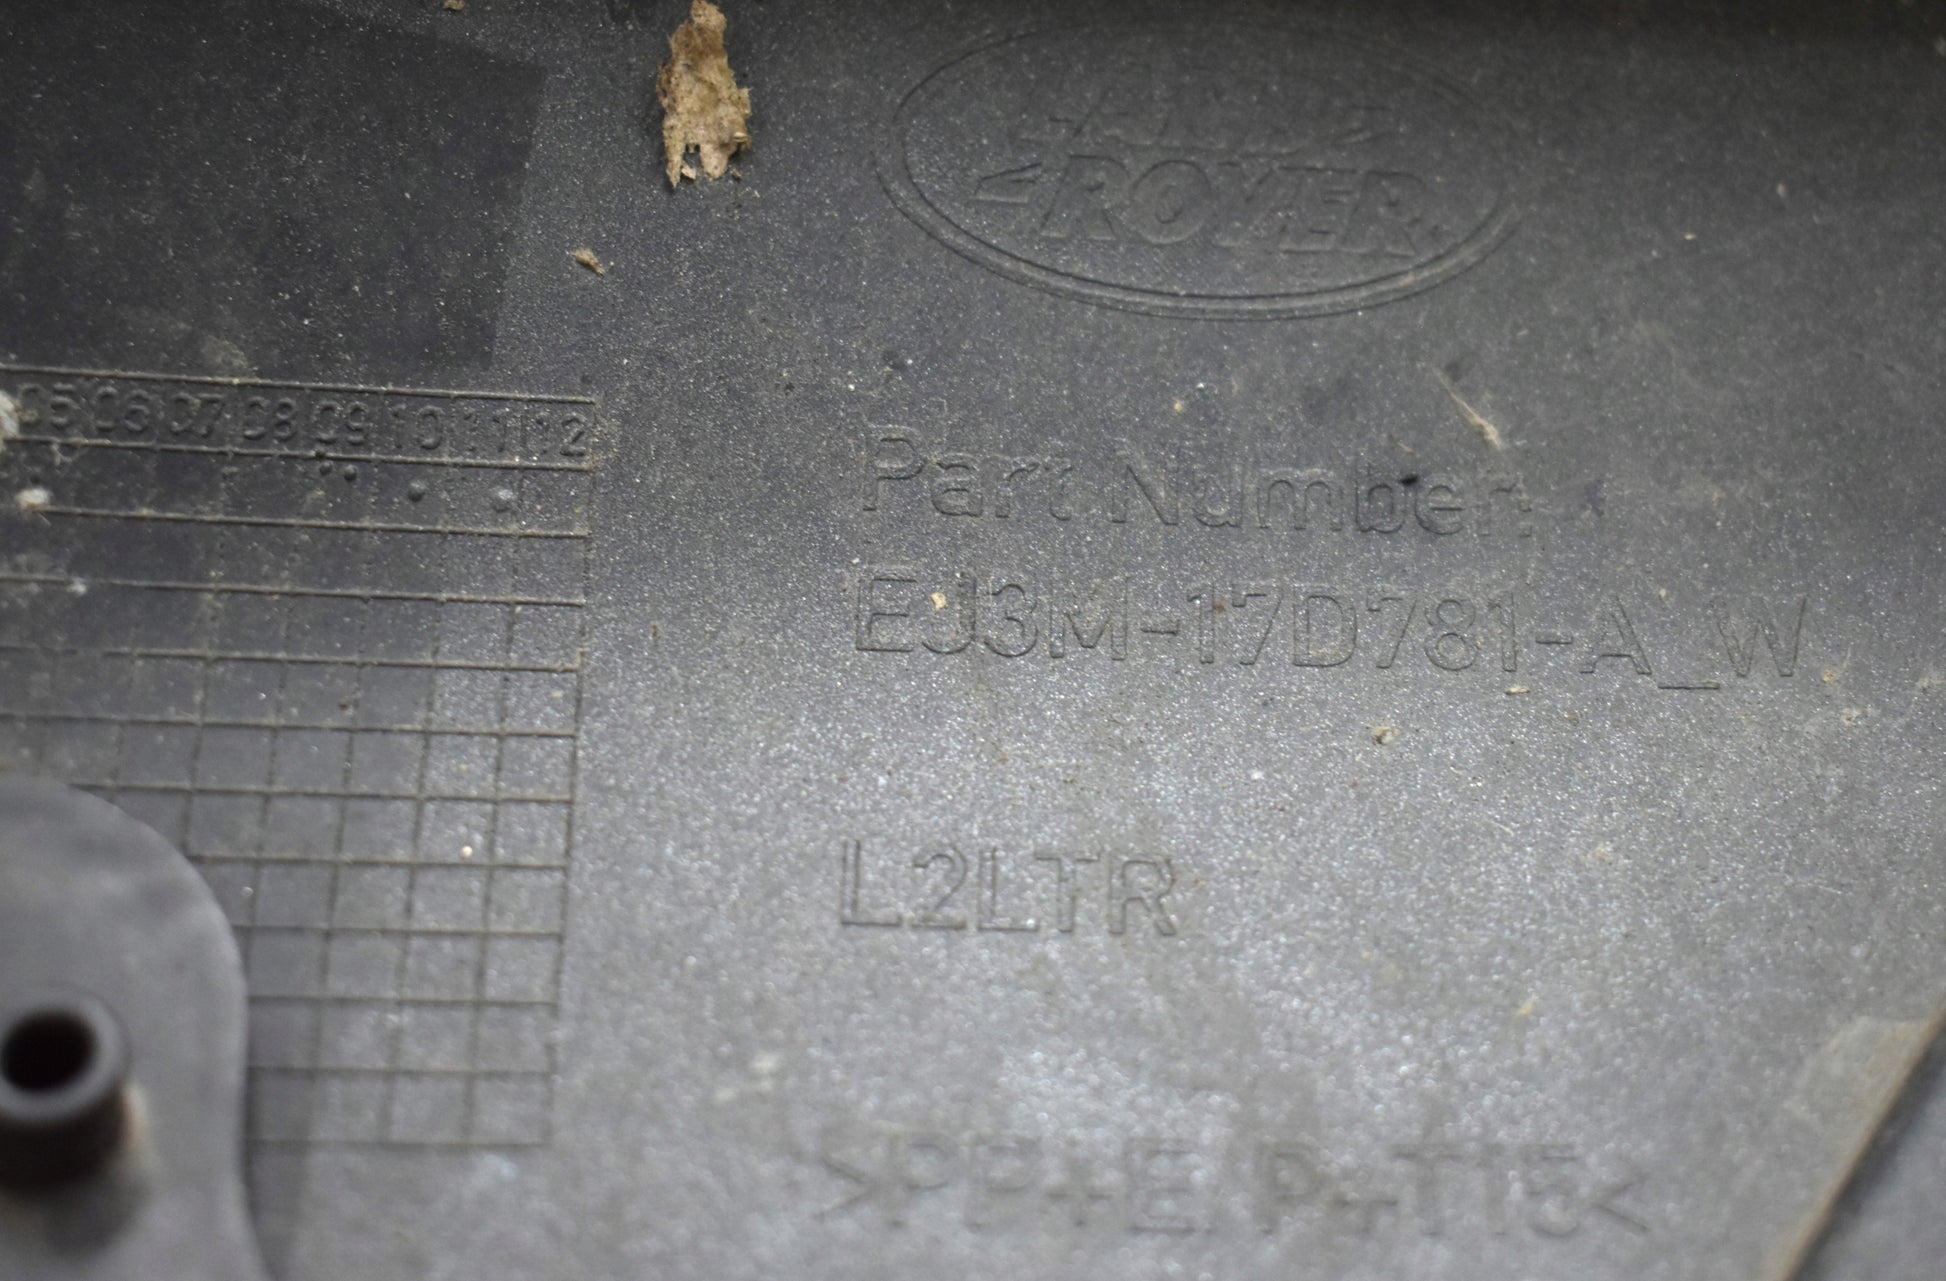 LAND
ROVER
05 06 07 08 09 10 11 12
Part Number:
EJ3M-17D781-A_W
L2LTR
>PP+E/P+T15<